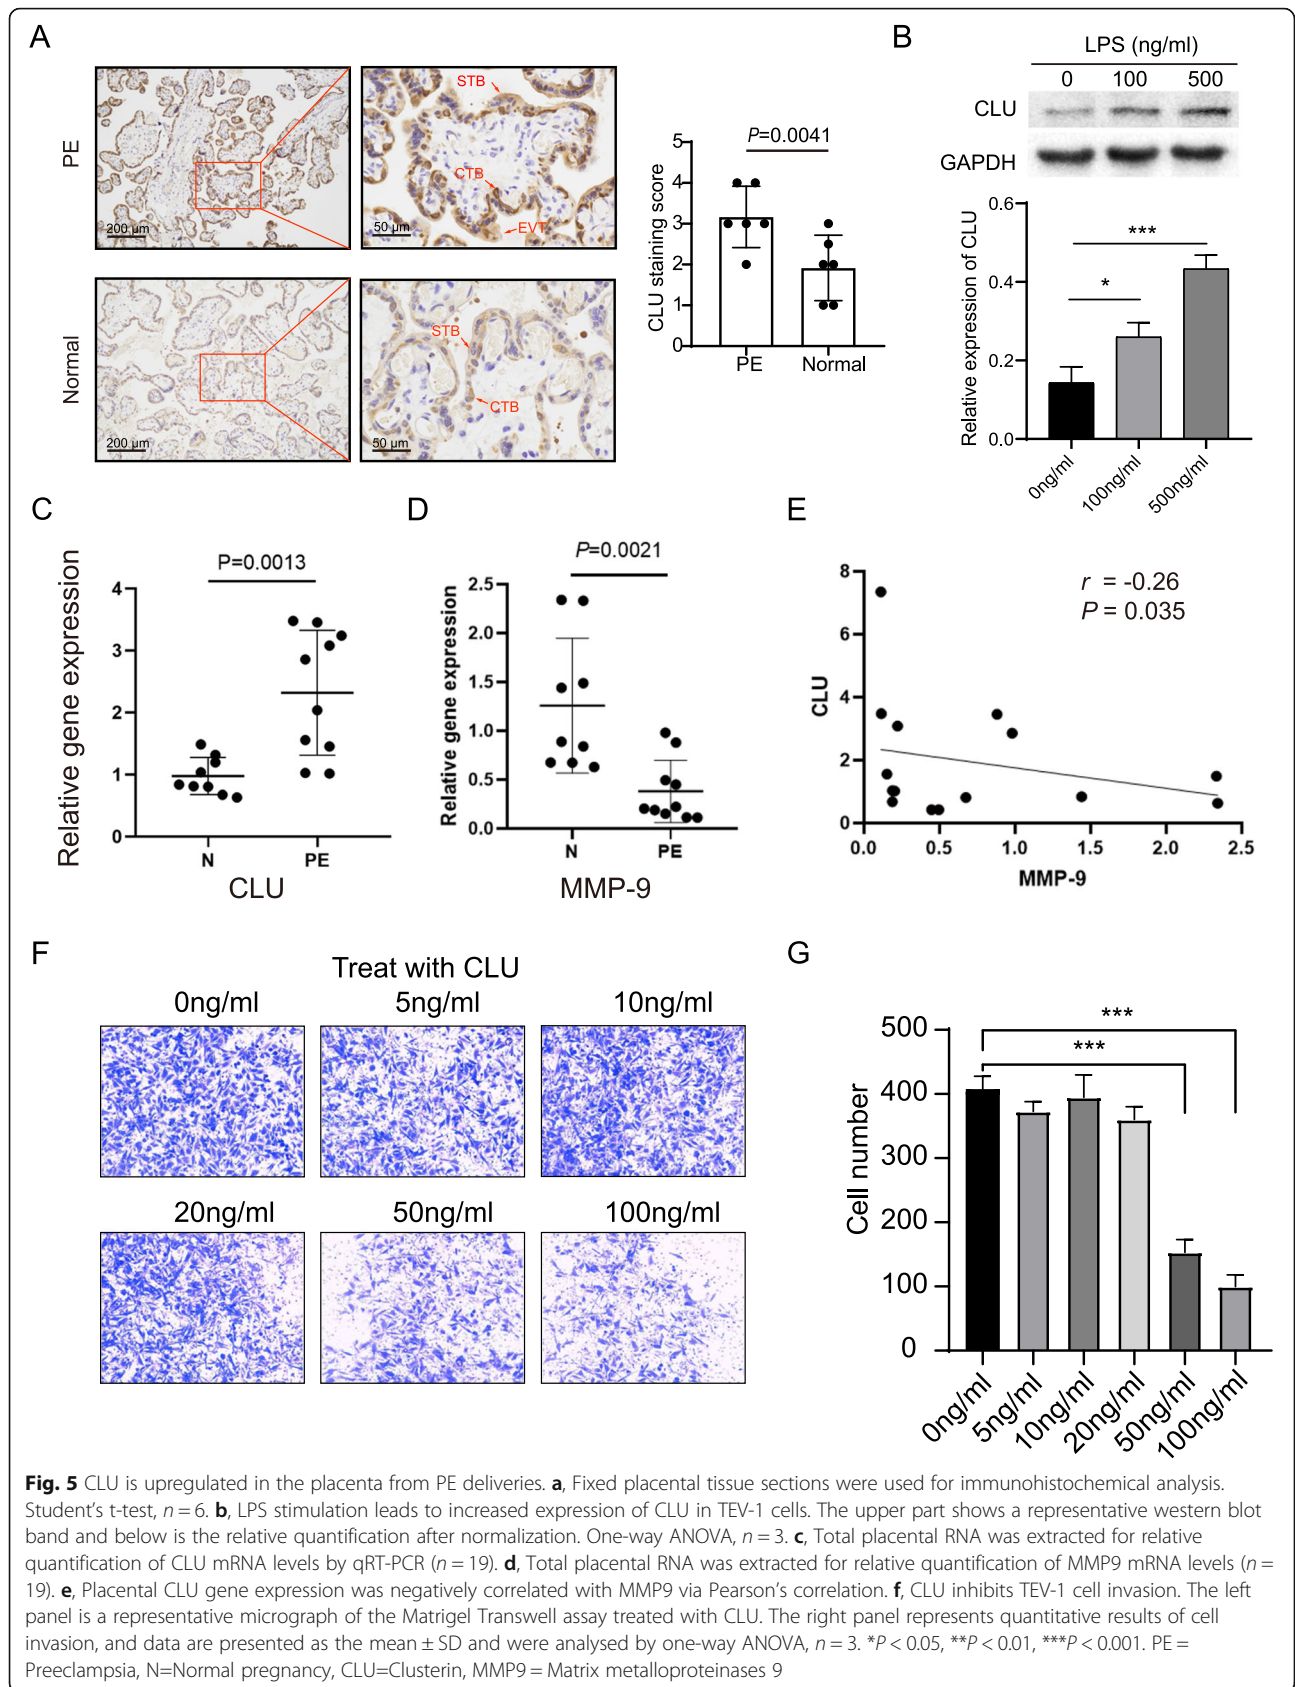 A
PE
200 µm
STB
CTB
EVT
50 µm
Normal
200 µm
STB
CTB
50 µm
P=0.0041
CLU staining score
5
4
3
2
1
0
PE
Normal
B
LPS (ng/ml)
0 100 500
CLU
GAPDH
Relative expression of CLU
0.6
0.4
0.2
0.0
***
*
0ng/ml
100ng/ml
500ng/ml
C
P=0.0013
Relative gene expression
4
3
2
1
0
N
PE
CLU
D
P=0.0021
Relative gene expression
2.5
2.0
1.5
1.0
0.5
0.0
N
PE
MMP-9
E
r = -0.26
P = 0.035
CLU
8
6
4
2
0
0.0 0.5 1.0 1.5 2.0 2.5
MMP-9
F
Treat with CLU
0ng/ml 5ng/ml 10ng/ml
20ng/ml 50ng/ml 100ng/ml
G
***
***
Cell number
500
400
300
200
100
0
0ng/ml
5ng/ml
10ng/ml
20ng/ml
50ng/ml
100ng/ml
Fig. 5 CLU is upregulated in the placenta from PE deliveries. a, Fixed placental tissue sections were used for immunohistochemical analysis.
Student's t-test, n = 6. b, LPS stimulation leads to increased expression of CLU in TEV-1 cells. The upper part shows a representative western blot
band and below is the relative quantification after normalization. One-way ANOVA, n = 3. c, Total placental RNA was extracted for relative
quantification of CLU mRNA levels by qRT-PCR (n = 19). d, Total placental RNA was extracted for relative quantification of MMP9 mRNA levels (n =
19). e, Placental CLU gene expression was negatively correlated with MMP9 via Pearson's correlation. f, CLU inhibits TEV-1 cell invasion. The left
panel is a representative micrograph of the Matrigel Transwell assay treated with CLU. The right panel represents quantitative results of cell
invasion, and data are presented as the mean ± SD and were analysed by one-way ANOVA, n = 3. *P < 0.05, **P < 0.01, ***P < 0.001. PE =
Preeclampsia, N=Normal pregnancy, CLU=Clusterin, MMP9 = Matrix metalloproteinases 9